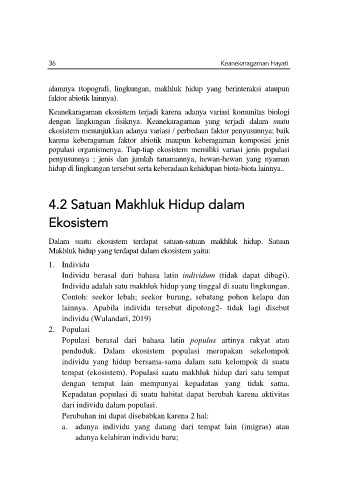 36 Keanekaragaman Hayati
alamnya (topografi, lingkungan, makhluk hidup yang berinteraksi ataupun
faktor abiotik lainnya).
Keanekaragaman ekosistem terjadi karena adanya variasi komunitas biologi
dengan lingkungan fisiknya. Keanekaragaman yang terjadi dalam suatu
ekosistem menunjukkan adanya variasi / perbedaan faktor penyusunnya; baik
karena keberagaman faktor abiotik maupun keberagaman komposisi jenis
populasi organismenya. Tiap-tiap ekosistem memiliki variasi jenis populasi
penyusunnya ; jenis dan jumlah tanamannya, hewan-hewan yang nyaman
hidup di lingkungan tersebut serta keberadaan kehidupan biota-biota lainnya..
4.2 Satuan Makhluk Hidup dalam
Ekosistem
Dalam suatu ekosistem terdapat satuan-satuan makhluk hidup. Satuan
Makhluk hidup yang terdapat dalam ekosistem yaitu:
1. Individu
Individu berasal dari bahasa latin individum (tidak dapat dibagi).
Individu adalah satu makhluk hidup yang tinggal di suatu lingkungan.
Contoh: seekor lebah; seekor burung, sebatang pohon kelapa dan
lainnya. Apabila individu tersebut dipotong2- tidak lagi disebut
individu (Wulandari, 2019)
2. Populasi
Populasi berasal dari bahasa latin populus artinya rakyat atau
penduduk. Dalam ekosistem populasi merupakan sekelompok
individu yang hidup bersama-sama dalam satu kelompok di suatu
tempat (ekosistem). Populasi suatu makhluk hidup dari satu tempat
dengan tempat lain mempunyai kepadatan yang tidak sama.
Kepadatan populasi di suatu habitat dapat berubah karena aktivitas
dari individu dalam populasi.
Perubahan ini dapat disebabkan karena 2 hal:
a. adanya individu yang datang dari tempat lain (imigras) atau
adanya kelahiran individu baru;